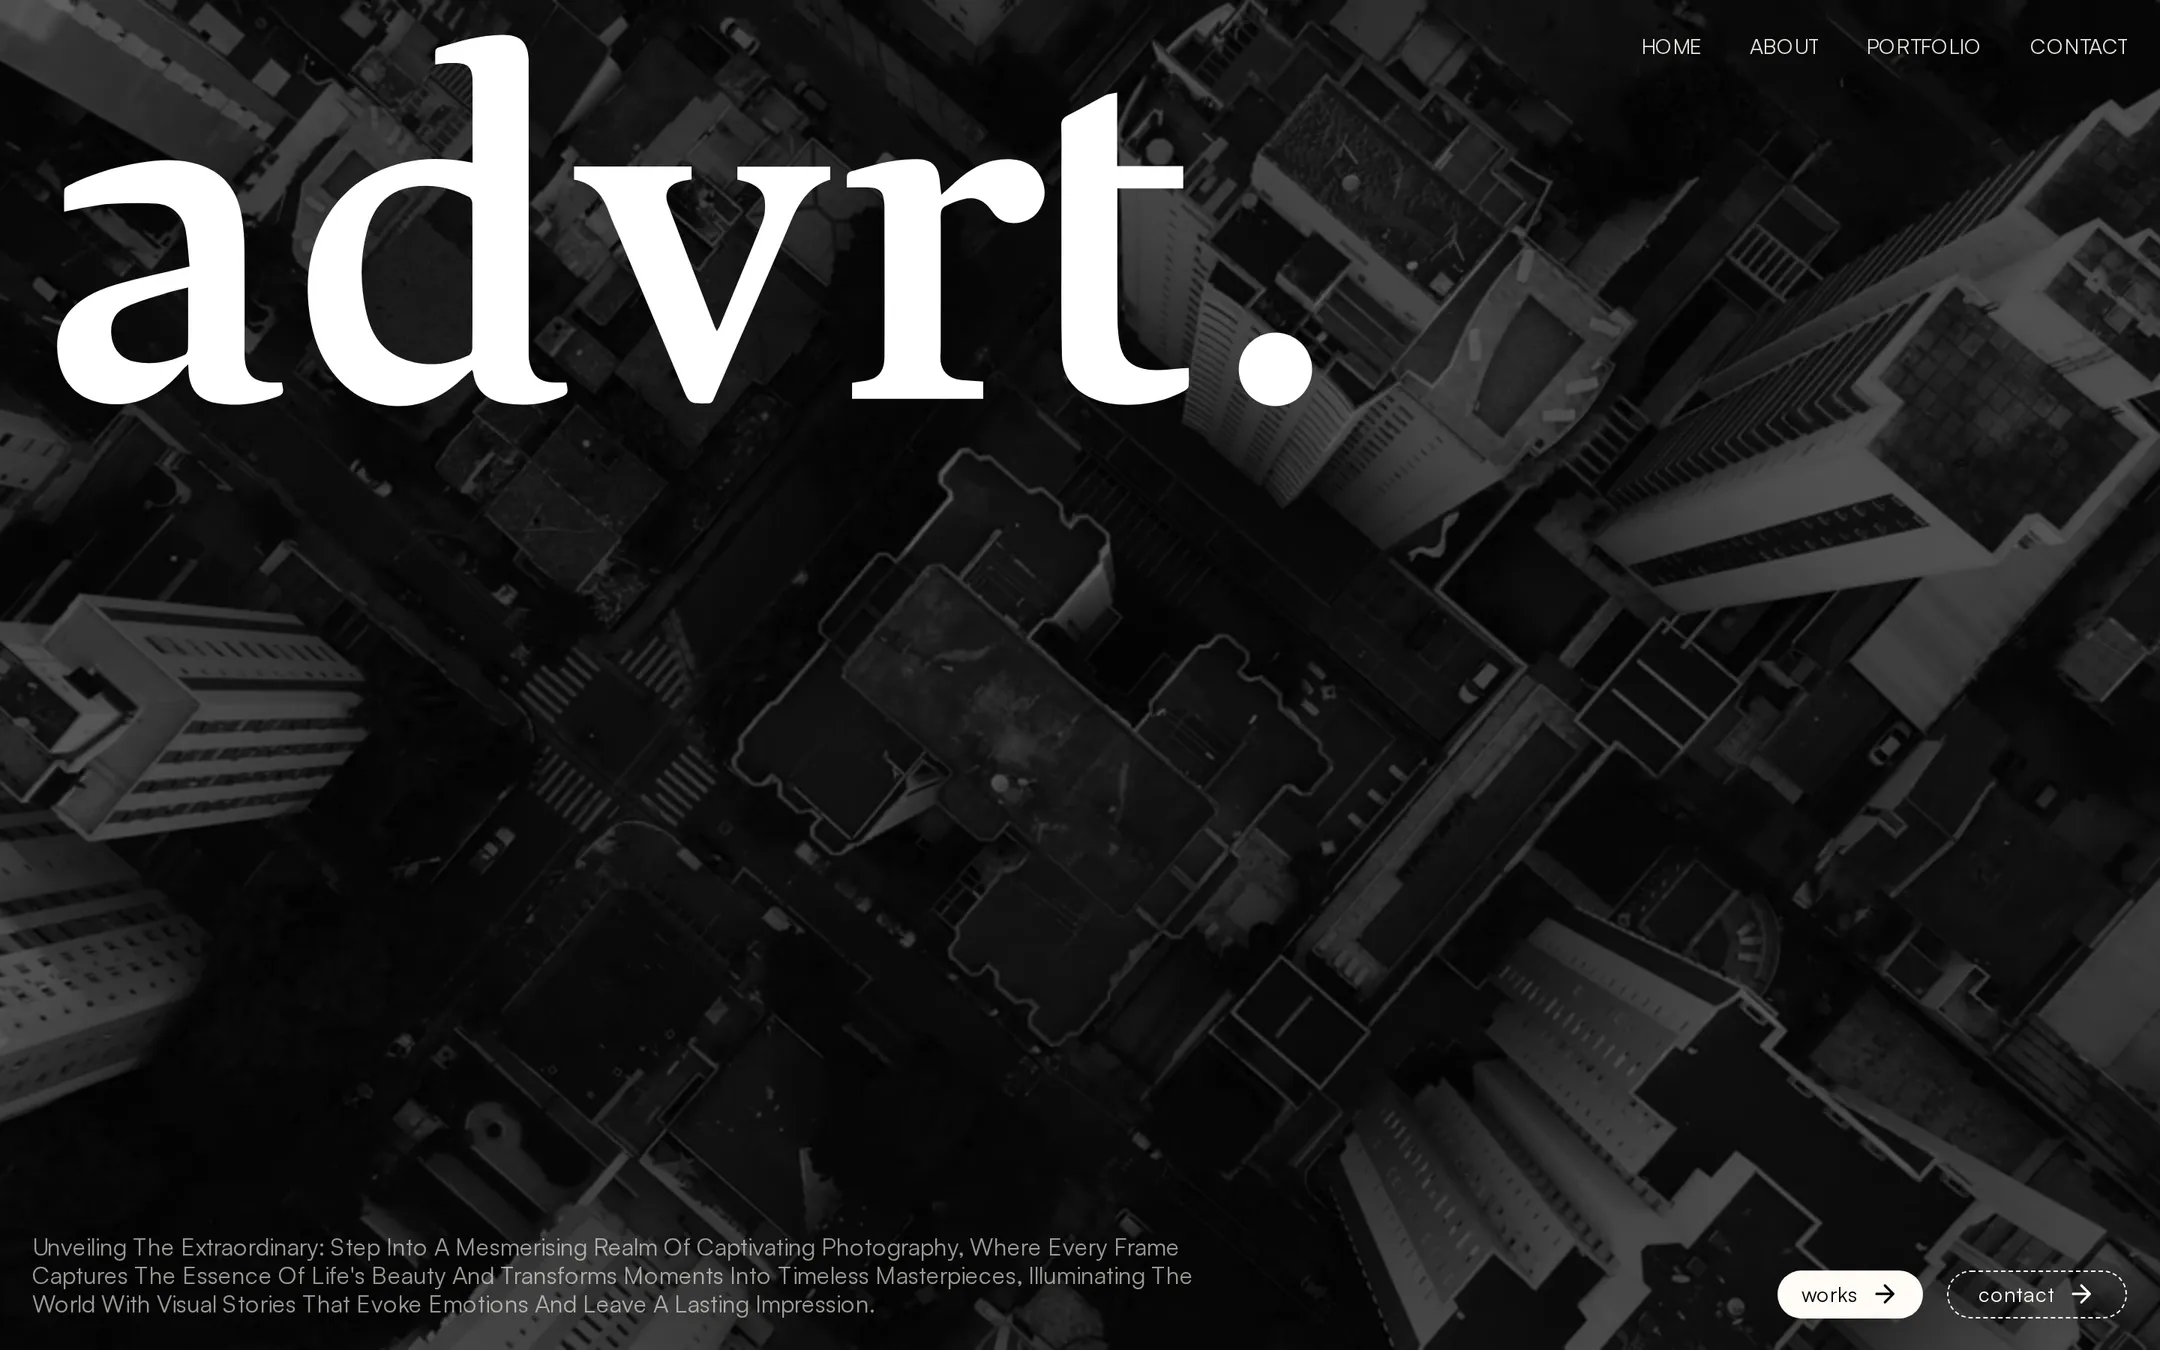 HOME ABOUT PORTFOLIO CONTACT
advrt.
Unveiling The Extraordinary: Step Into A Mesmerising Realm Of Captivating Photography, Where Every Frame
Captures The Essence Of Life's Beauty And Transforms Moments Into Timeless Masterpieces, Illuminating The
World With Visual Stories That Evoke Emotions And Leave A Lasting Impression.
works contact